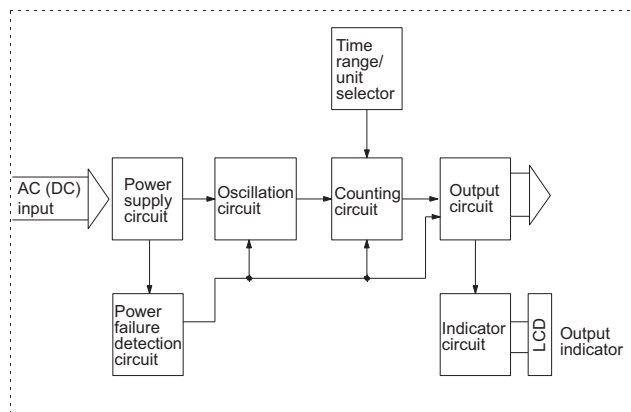 Time
range/
unit
selector
AC (DC)
input
Power
supply
circuit
Oscillation
circuit
Counting
circuit
Output
circuit
Power
failure
detection
circuit
Indicator
circuit
LCD
Output
indicator